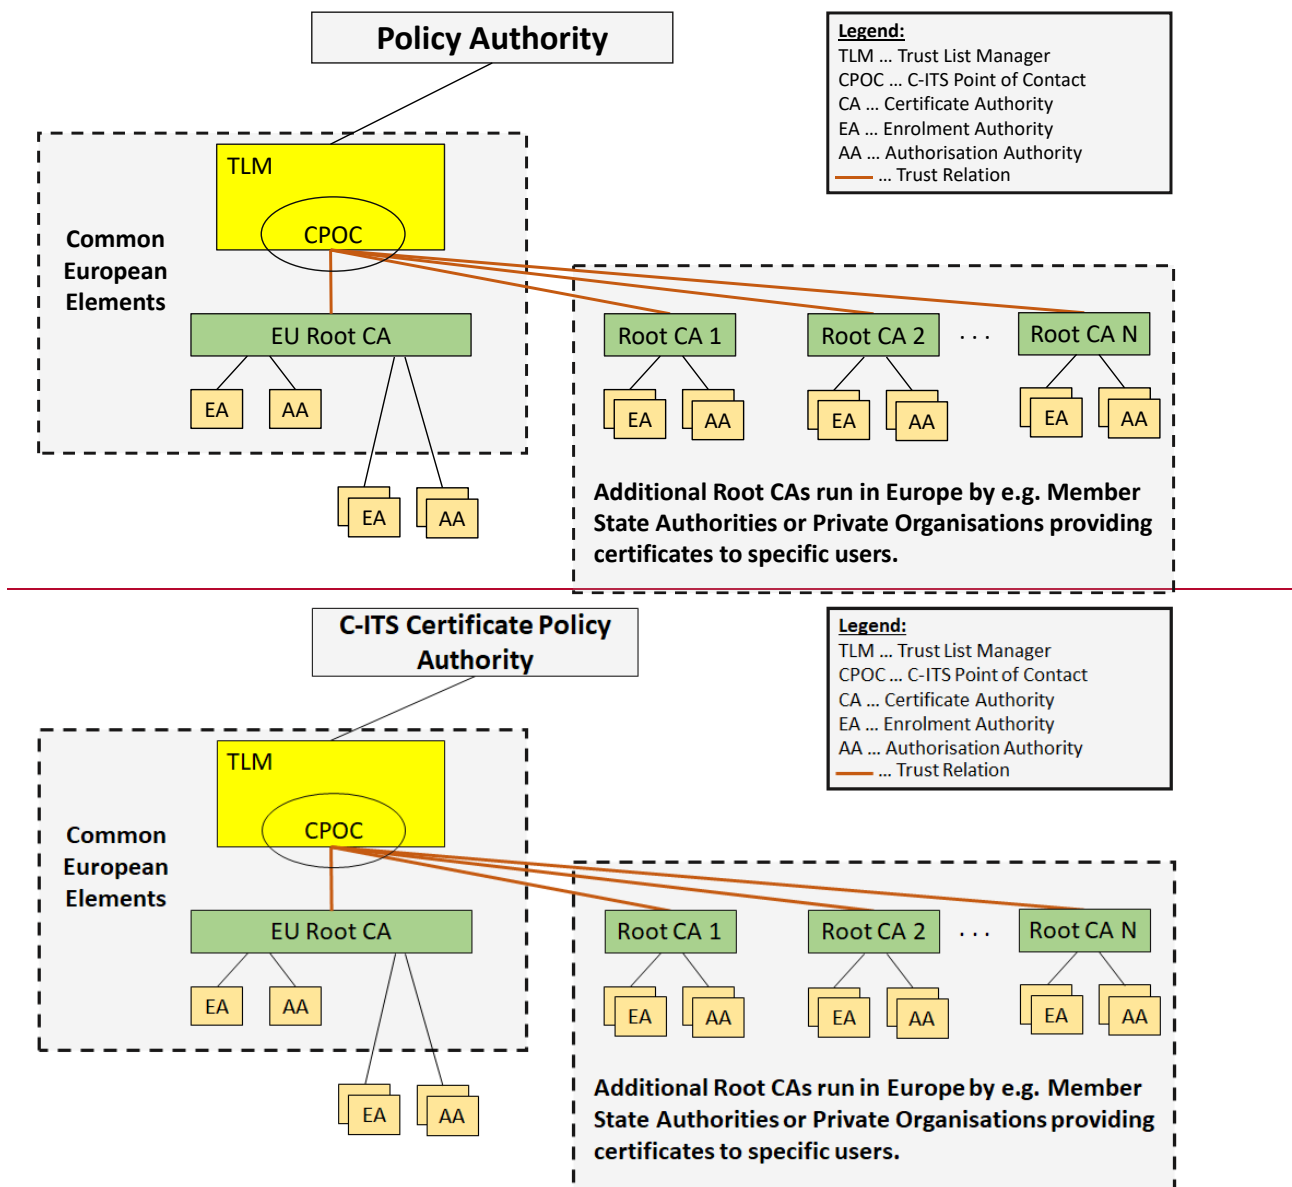 Policy Authority
Legend:
TLM ... Trust List Manager
CPOC ... C-ITS Point of Contact
CA ... Certificate Authority
EA ... Enrolment Authority
AA ... Authorisation Authority
... Trust Relation
TLM
CPOC
Common
European
Elements
EU Root CA
Root CA 1
Root CA 2
. . .
Root CA N
EA
AA
EA
AA
EA
AA
EA
AA
EA
AA
Additional Root CAs run in Europe by e.g. Member
State Authorities or Private Organisations providing
certificates to specific users.
C-ITS Certificate Policy
Authority
Legend:
TLM ... Trust List Manager
CPOC ... C-ITS Point of Contact
CA ... Certificate Authority
EA ... Enrolment Authority
AA ... Authorisation Authority
... Trust Relation
TLM
CPOC
Common
European
Elements
EU Root CA
Root CA 1
Root CA 2
. . .
Root CA N
EA
AA
EA
AA
EA
AA
EA
AA
EA
AA
Additional Root CAs run in Europe by e.g. Member
State Authorities or Private Organisations providing
certificates to specific users.